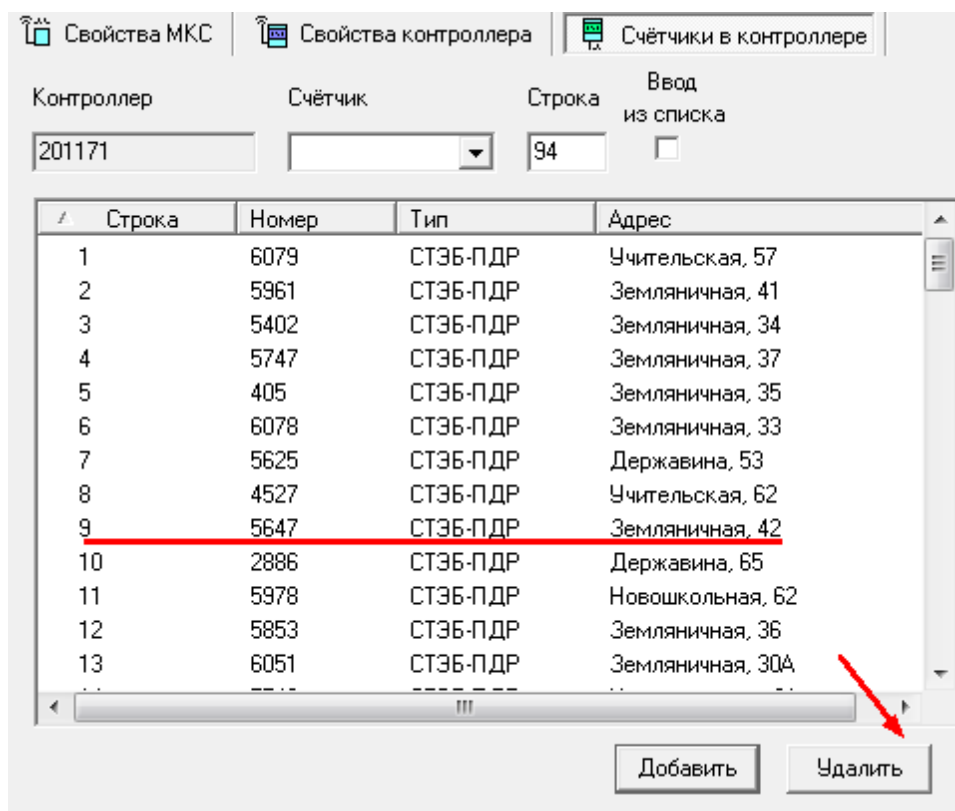 Свойства МКС Свойства контроллера Счётчики в контроллере
Контроллер Счётчик Строка Ввод из списка
201171 94
Строка Номер Тип Адрес
1 6079 СТЭБ-ПДР Учительская, 57
2 5961 СТЭБ-ПДР Земляничная, 41
3 5402 СТЭБ-ПДР Земляничная, 34
4 5747 СТЭБ-ПДР Земляничная, 37
5 405 СТЭБ-ПДР Земляничная, 35
6 6078 СТЭБ-ПДР Земляничная, 33
7 5625 СТЭБ-ПДР Державина, 53
8 4527 СТЭБ-ПДР Учительская, 62
9 5647 СТЭБ-ПДР Земляничная, 42
10 2886 СТЭБ-ПДР Державина, 65
11 5978 СТЭБ-ПДР Новошкольная, 62
12 5853 СТЭБ-ПДР Земляничная, 36
13 6051 СТЭБ-ПДР Земляничная, 30А
Добавить Удалить